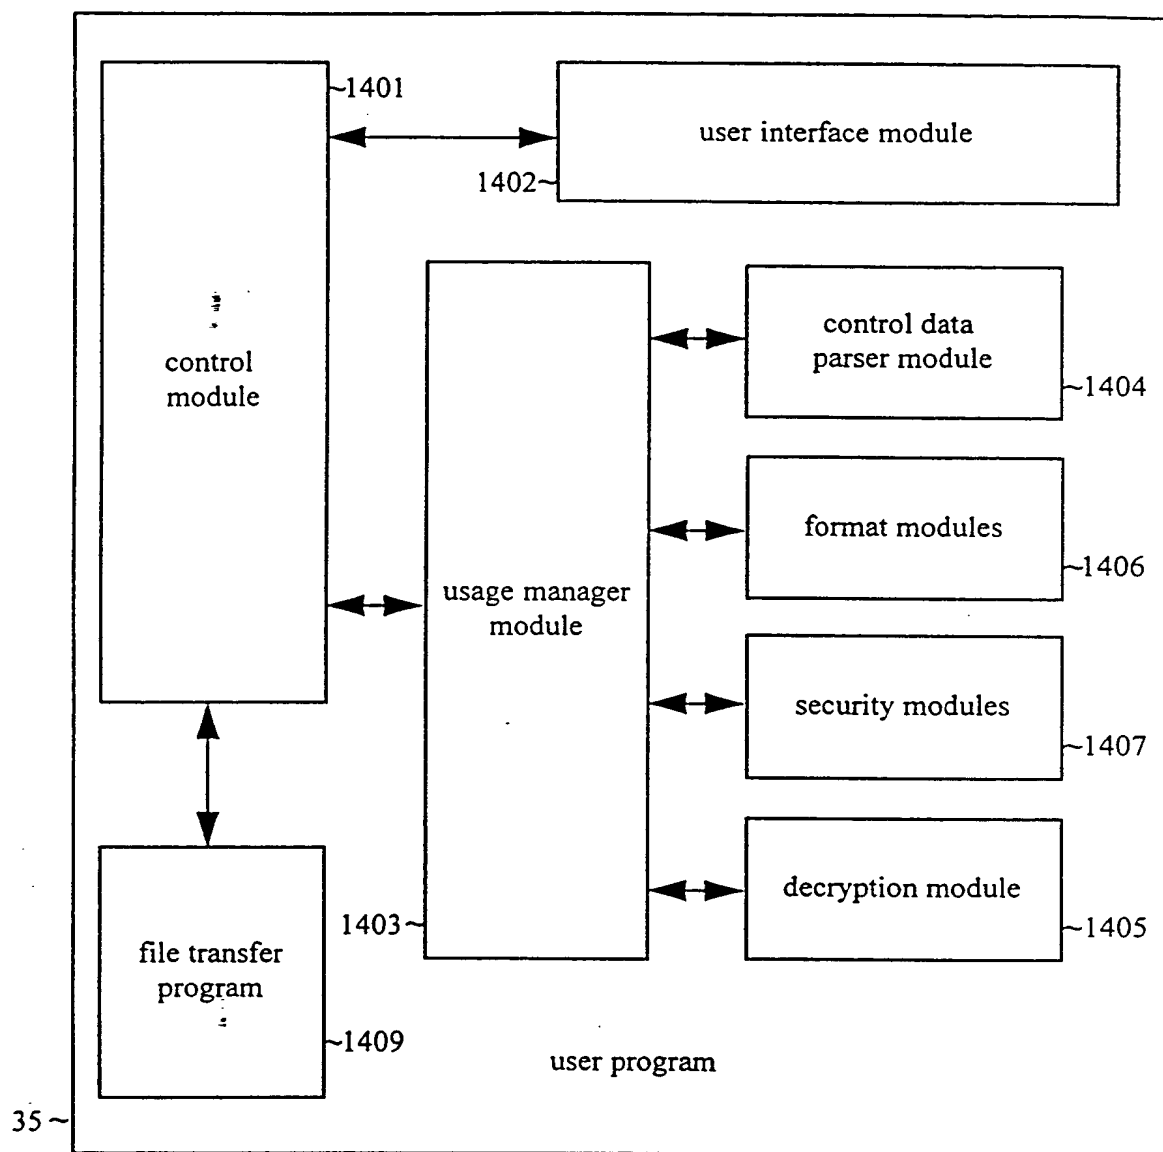 1401
user interface module
1402
control
module
control data
parser module
1404
format modules
1406
usage manager
module
security modules
1407
decryption module
1405
1403
file transfer
program
1409
user program
35